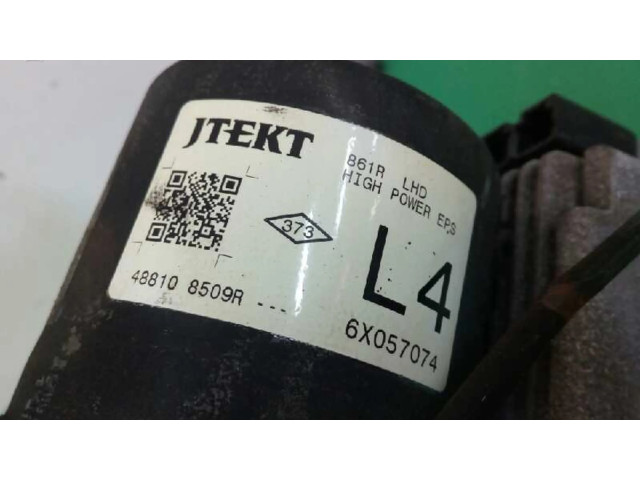 JTEKT
861R LHD
HIGH POWER EPS
373
L4
48810 8509R ---
6X057074